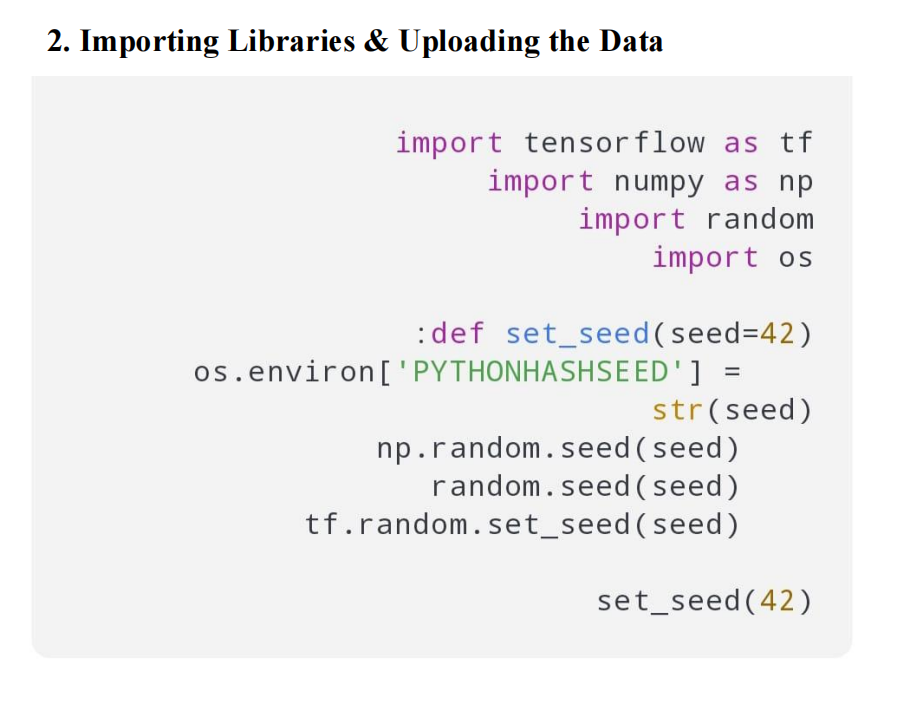 2. Importing Libraries & Uploading the Data
import tensorflow as tf
import numpy as np
import random
import os
:def set_seed(seed=42)
os.environ['PYTHONHASHSEED'] =
str(seed)
np.random.seed(seed)
random.seed(seed)
tf.random.set_seed(seed)
set_seed(42)